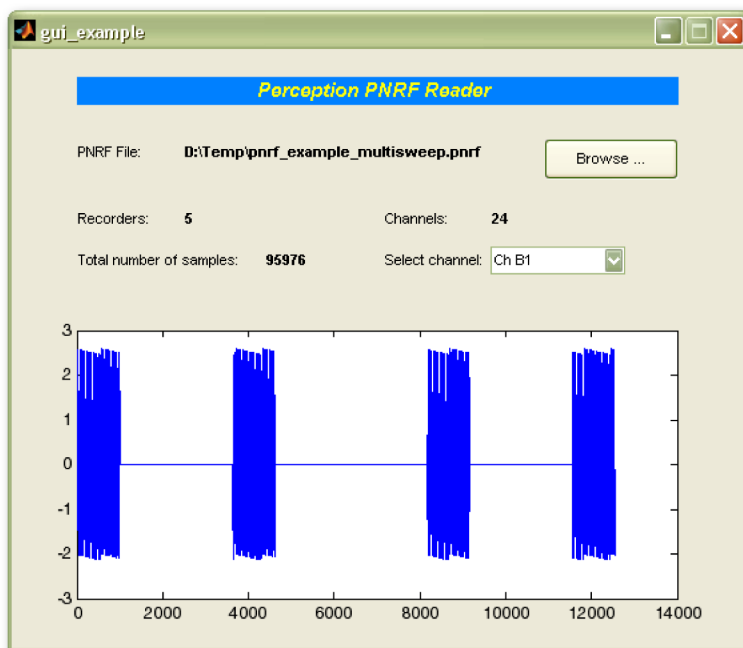 gui_example
Perception PNRF Reader
PNRF File: D:\Temp\pnrf_example_multisweep.pnrf Browse ...
Recorders: 5 Channels: 24
Total number of samples: 95976 Select channel: Ch B1
3
2
1
0
-1
-2
-3
0 2000 4000 6000 8000 10000 12000 14000